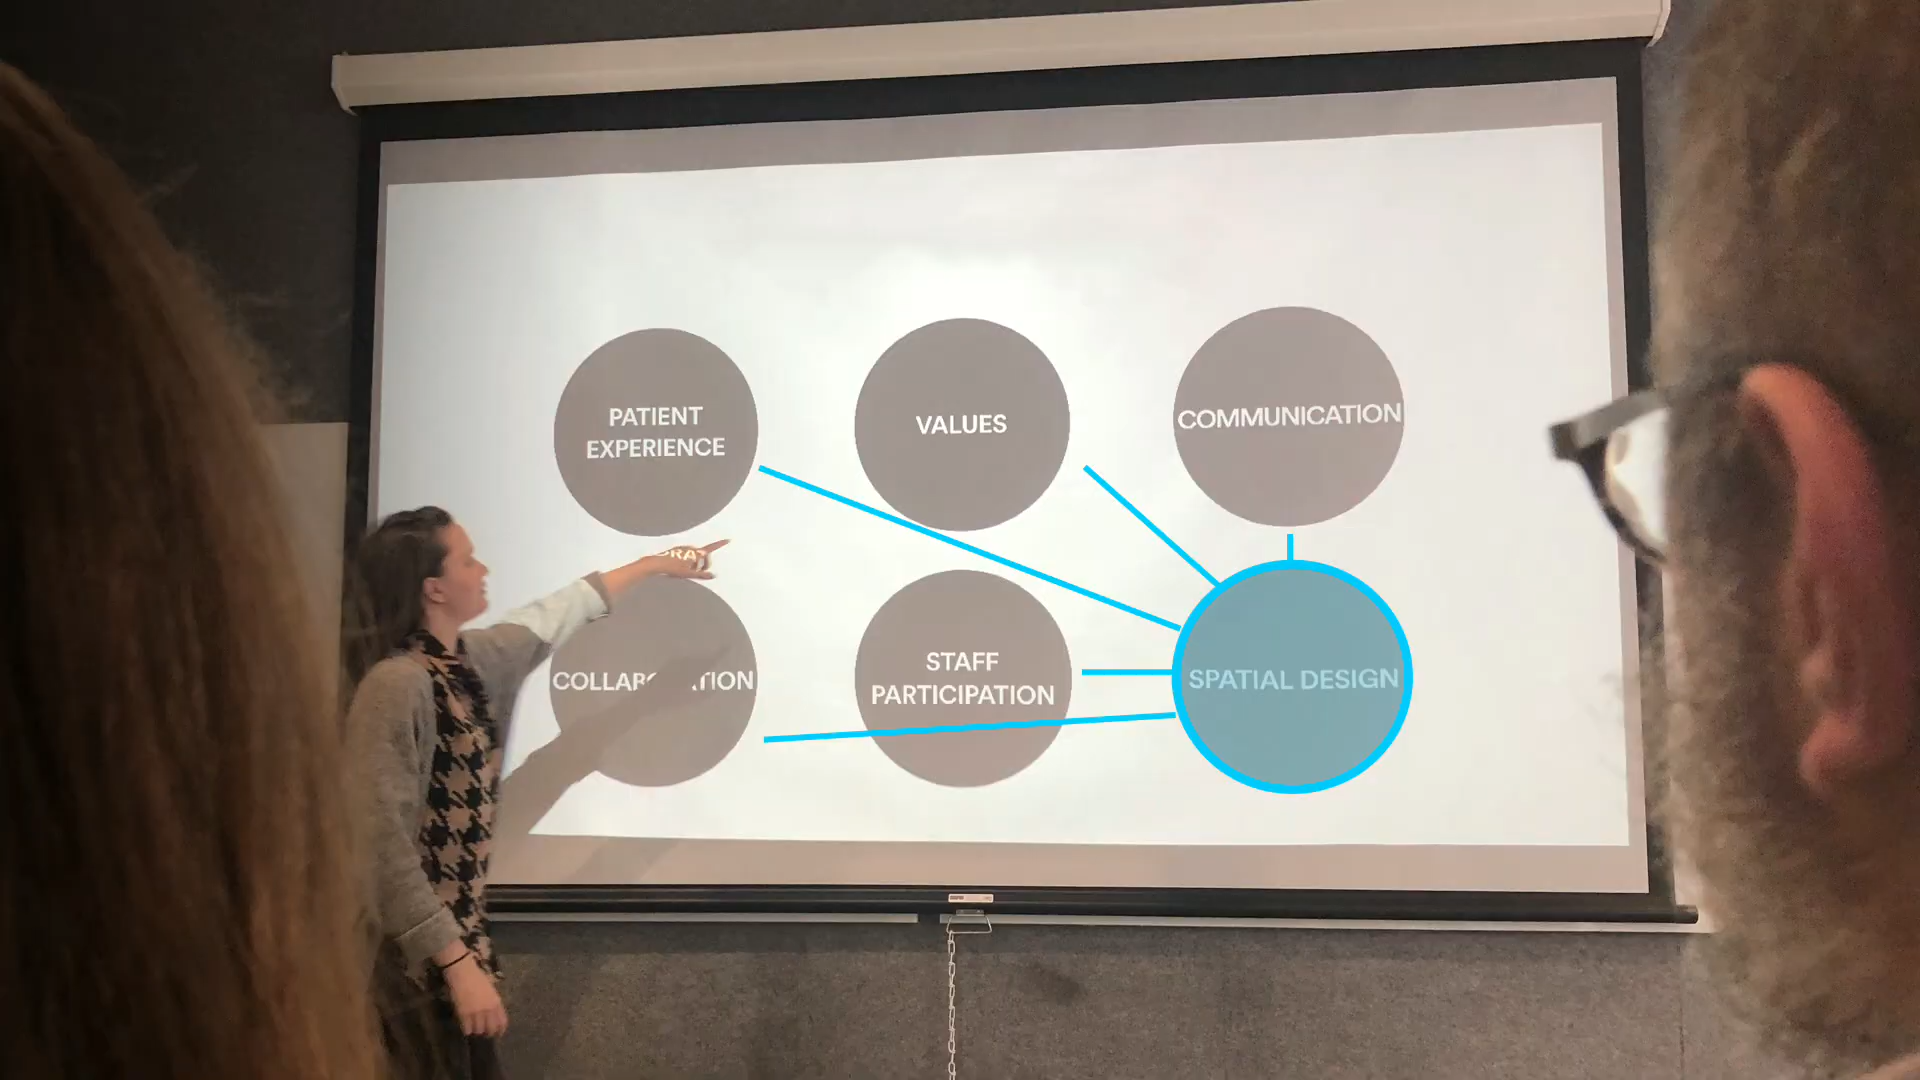 PATIENT
EXPERIENCE
VALUES
COMMUNICATION
STAFF
PARTICIPATION
SPATIAL DESIGN